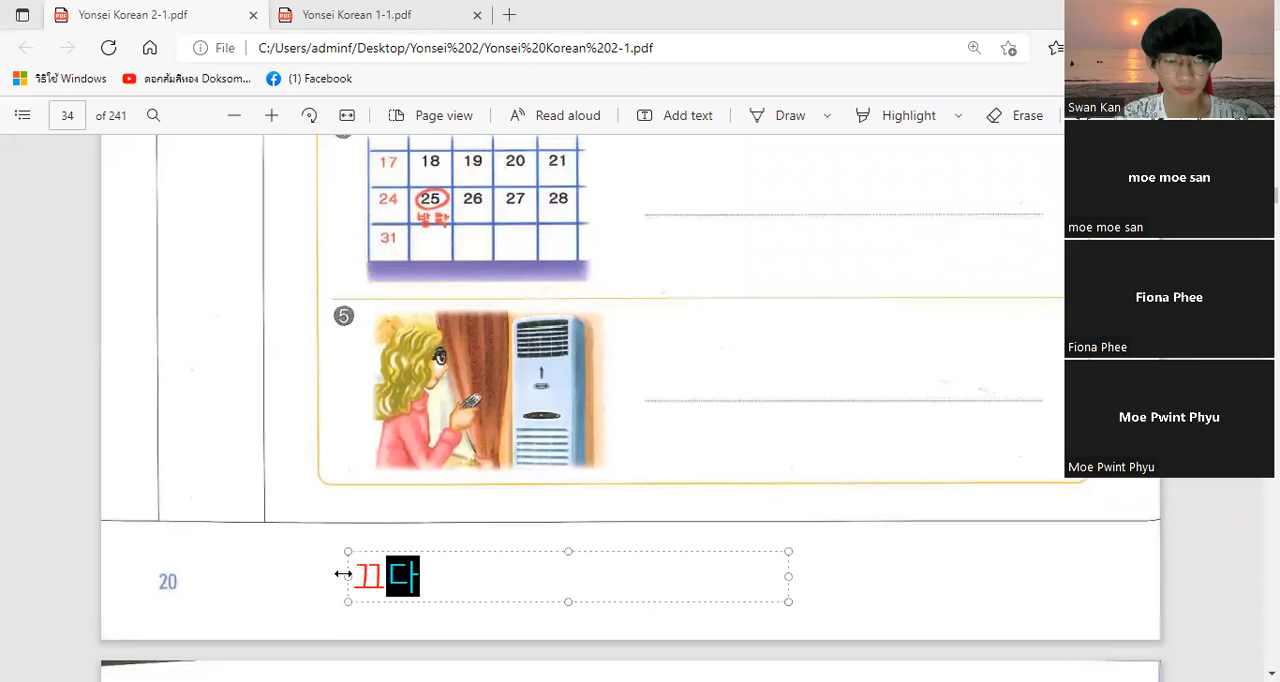 Yonsei Korean 2-1.pdf
Yonsei Korean 1-1.pdf
File C:/Users/adminf/Desktop/Yonsei%202/Yonsei%20Korean%202-1.pdf
วิธีใช้ Windows
ดอกส้มสีทอง Doksom...
(1) Facebook
34 of 241
Page view
Read aloud
Add text
Draw
Highlight
Erase
17 18 19 20 21
24 25 26 27 28
방학
31
5
20
끄다
Swan Kan
moe moe san
moe moe san
Fiona Phee
Fiona Phee
Moe Pwint Phyu
Moe Pwint Phyu